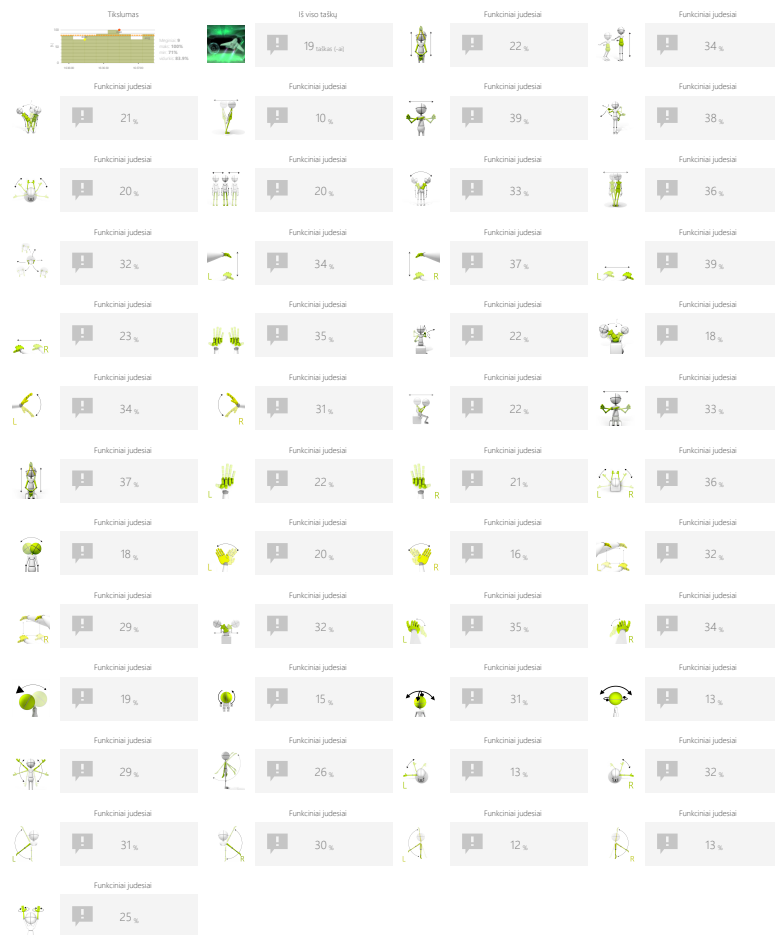 Tikslumas
Iš viso taškų
Funkciniai judesiai
Funkciniai judesiai
19 taškas (-ai)
22 %
34 %
Funkciniai judesiai
Funkciniai judesiai
Funkciniai judesiai
Funkciniai judesiai
21 %
10 %
39 %
38 %
Funkciniai judesiai
Funkciniai judesiai
Funkciniai judesiai
Funkciniai judesiai
20 %
20 %
33 %
36 %
Funkciniai judesiai
Funkciniai judesiai
Funkciniai judesiai
Funkciniai judesiai
32 %
L
34 %
R
37 %
L
39 %
Funkciniai judesiai
Funkciniai judesiai
Funkciniai judesiai
Funkciniai judesiai
R
23 %
35 %
22 %
18 %
Funkciniai judesiai
Funkciniai judesiai
Funkciniai judesiai
Funkciniai judesiai
L
34 %
R
31 %
22 %
33 %
Funkciniai judesiai
Funkciniai judesiai
Funkciniai judesiai
Funkciniai judesiai
37 %
L
22 %
R
21 %
L R
36 %
Funkciniai judesiai
Funkciniai judesiai
Funkciniai judesiai
Funkciniai judesiai
18 %
L
20 %
R
16 %
L
32 %
Funkciniai judesiai
Funkciniai judesiai
Funkciniai judesiai
Funkciniai judesiai
R
29 %
32 %
L
35 %
R
34 %
Funkciniai judesiai
Funkciniai judesiai
Funkciniai judesiai
Funkciniai judesiai
19 %
15 %
31 %
13 %
Funkciniai judesiai
Funkciniai judesiai
Funkciniai judesiai
Funkciniai judesiai
29 %
26 %
L
13 %
R
32 %
Funkciniai judesiai
Funkciniai judesiai
Funkciniai judesiai
Funkciniai judesiai
L
31 %
R
30 %
L
12 %
R
13 %
Funkciniai judesiai
25 %